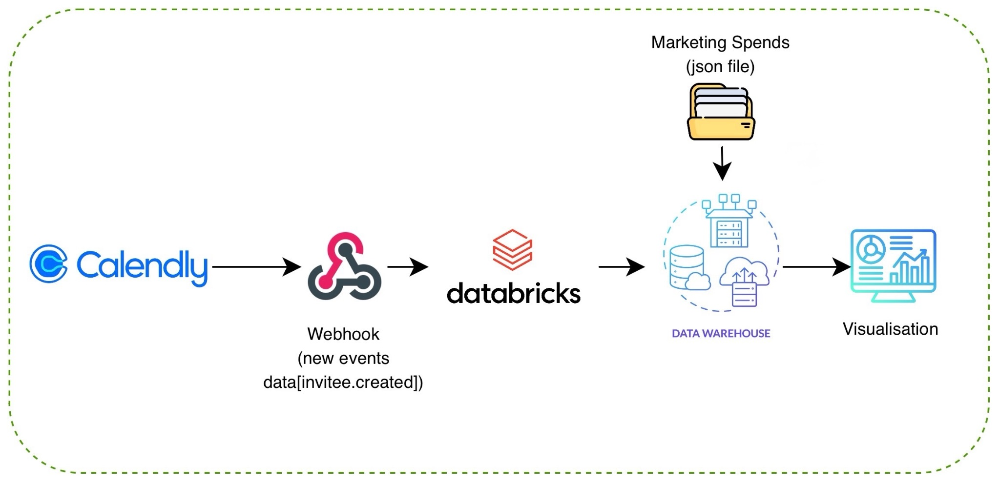 Marketing Spends
(json file)
Calendly
databricks
Webhook
(new events
data[invitee.created])
DATA WAREHOUSE
Visualisation